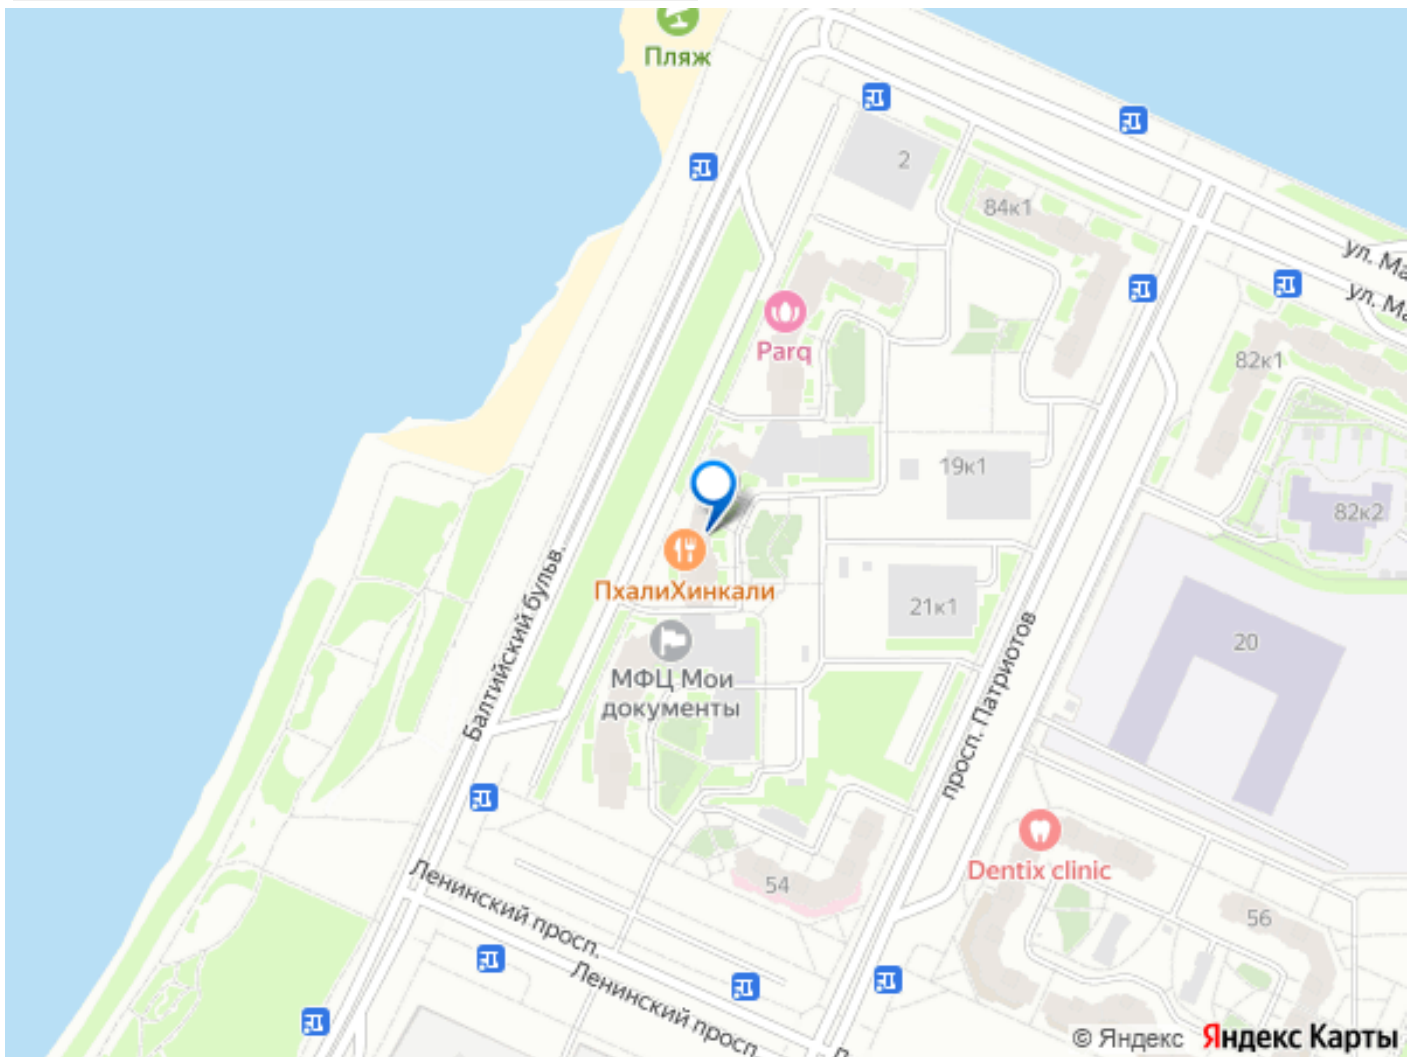 Пляж
2
84к1
ул. Ма
ул. Ма
Parq
82к1
19к1
82к2
ПхалиХинкали
Балтийский бульв.
21к1
просп. Патриотов
20
МФЦ Мои
документы
Dentix clinic
54
56
Ленинский просп.
Ленинский просп.
© Яндекс Яндекс Карты